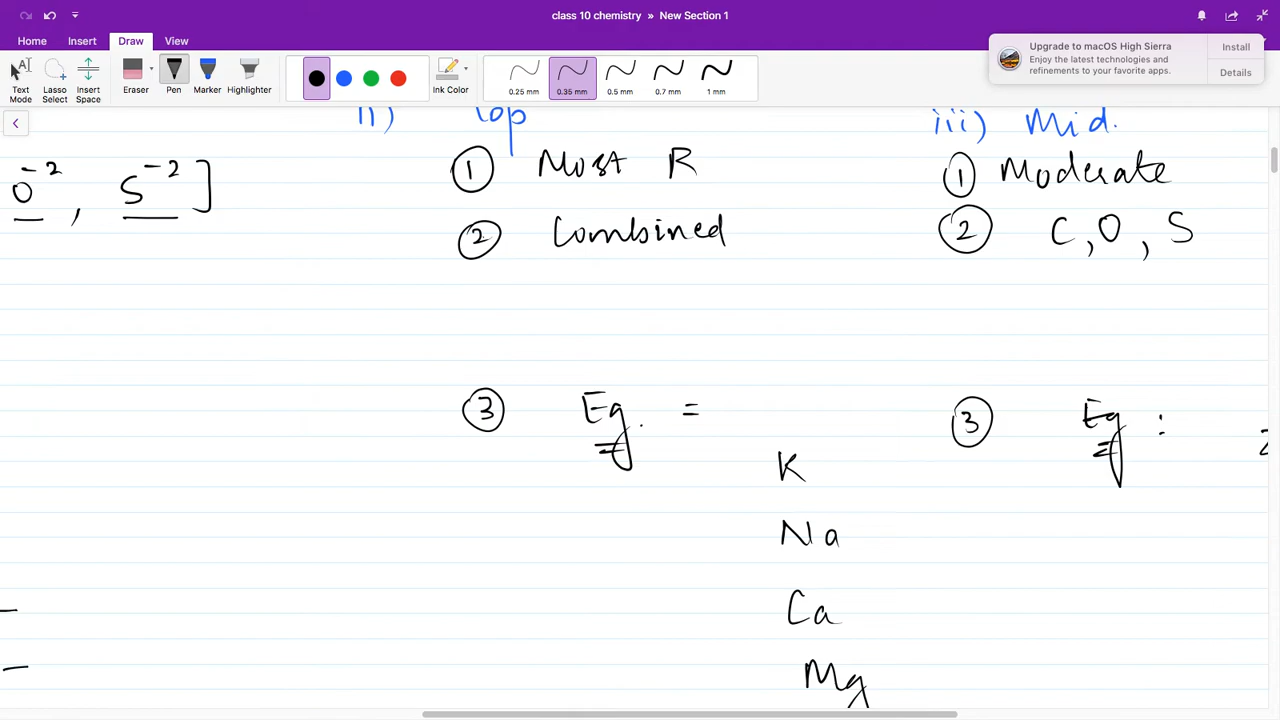 class 10 chemistry » New Section 1
Home Insert Draw View
Upgrade to macOS High Sierra
Enjoy the latest technologies and
refinements to your favorite apps.
Install
Details
Text Mode
Lasso Select
Insert Space
Eraser
Pen
Marker
Highlighter
Ink Color
0.25 mm
0.35 mm
0.5 mm
0.7 mm
1 mm
O⁻², S⁻²]
ii) Top
① Most R
② Combined
③ Eg. =
K
Na
Ca
Mg
iii) Mid.
① Moderate
② C, O, S
③ Eg :